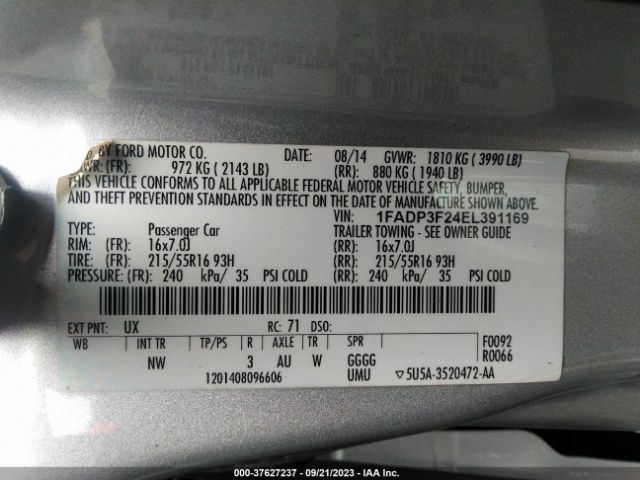 BY FORD MOTOR CO. DATE: 08/14 GVWR: 1810 KG ( 3990 LB)
(FR): 972 KG ( 2143 LB) (RR): 880 KG ( 1940 LB)
THIS VEHICLE CONFORMS TO ALL APPLICABLE FEDERAL MOTOR VEHICLE SAFETY, BUMPER,
AND THEFT PREVENTION STANDARDS IN EFFECT ON THE DATE OF MANUFACTURE SHOWN ABOVE.
VIN: 1FADP3F24EL391169
TYPE: Passenger Car TRAILER TOWING - SEE OWNER GUIDE
RIM: (FR): 16x7.0J (RR): 16x7.0J
TIRE: (FR): 215/55R16 93H (RR): 215/55R16 93H
PRESSURE: (FR): 240 kPa/ 35 PSI COLD (RR): 240 kPa/ 35 PSI COLD
EXT PNT: UX RC: 71 DSO:
WB INT TR TP/PS R AXLE TR SPR F0092
NW 3 AU W GGGG R0066
1201408096606 UMU ▽5U5A-3520472-AA
000-37627237 - 09/21/2023 - IAA Inc.